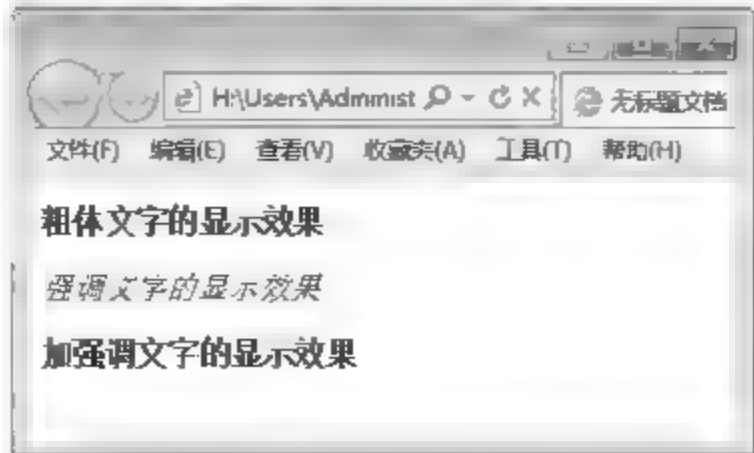 H:\Users\Admmist
无标题文档
文件(F) 编辑(E) 查看(V) 收藏夹(A) 工具(T) 帮助(H)
粗体文字的显示效果
强调文字的显示效果
加强调文字的显示效果